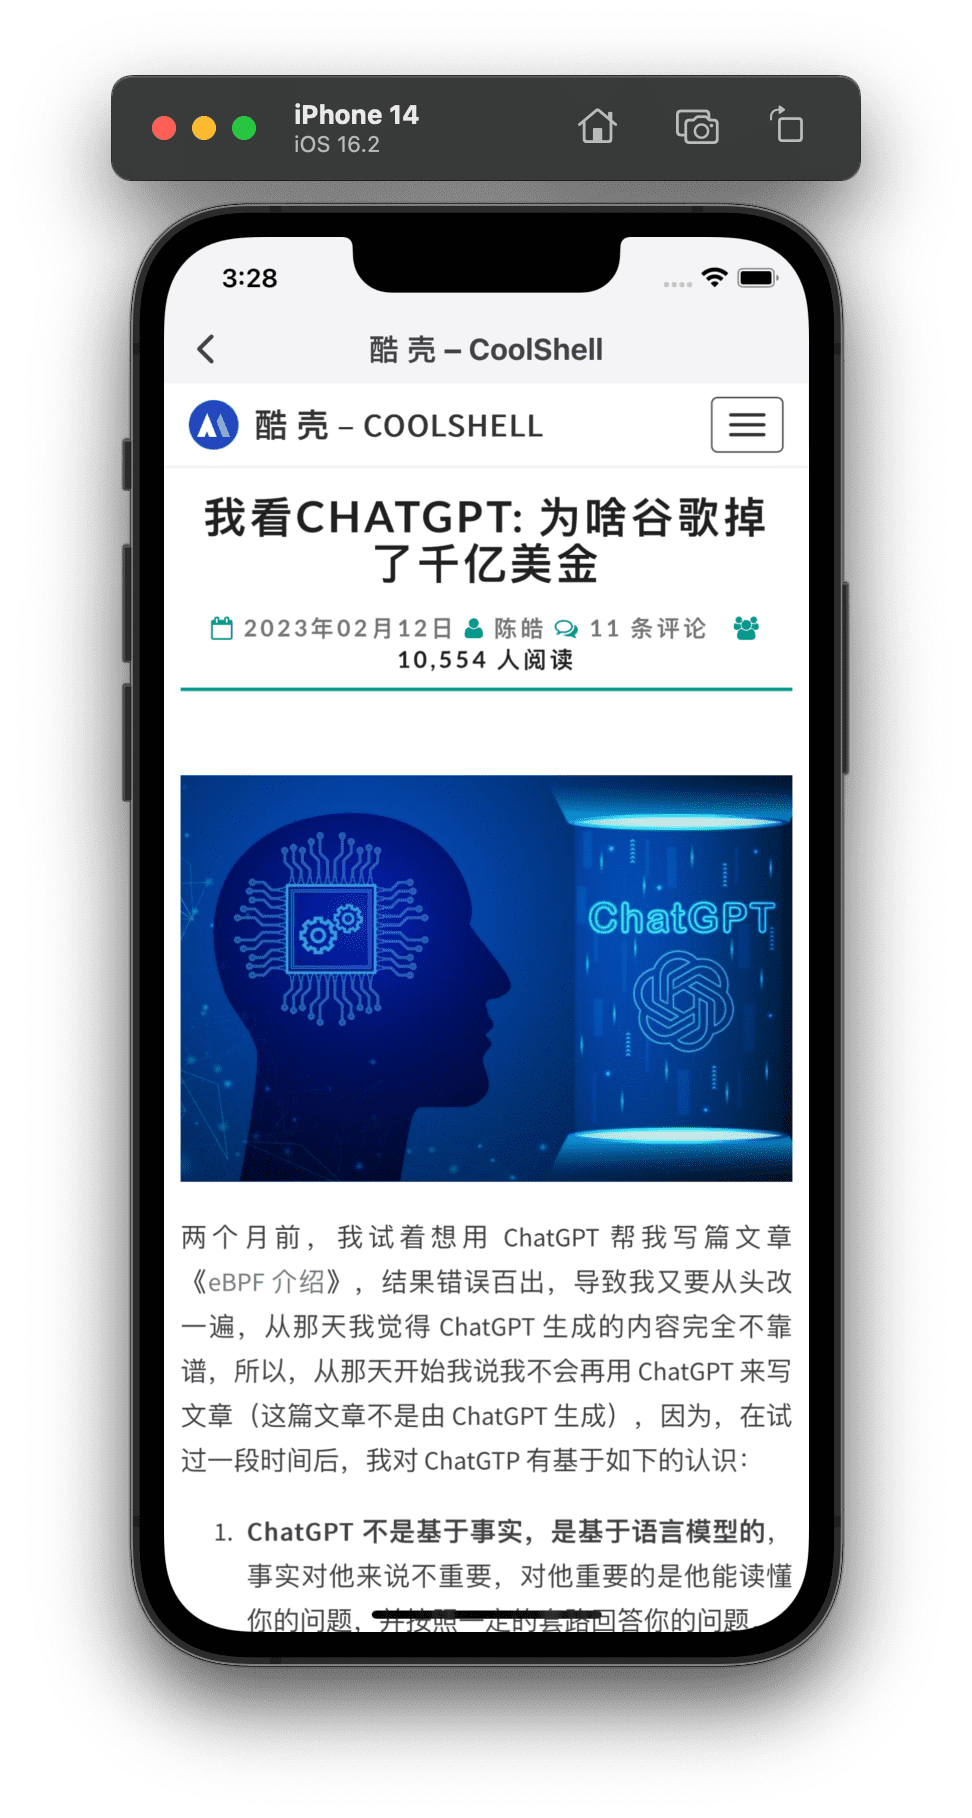 iPhone 14
iOS 16.2
3:28
酷 壳 – CoolShell
酷 壳 – COOLSHELL
我看CHATGPT: 为啥谷歌掉
了千亿美金
2023年02月12日 陈皓 11 条评论
10,554 人阅读
ChatGPT
两个月前，我试着想用 ChatGPT 帮我写篇文章
《eBPF 介绍》，结果错误百出，导致我又要从头改
一遍，从那天我觉得 ChatGPT 生成的内容完全不靠
谱，所以，从那天开始我说我不会再用 ChatGPT 来写
文章（这篇文章不是由 ChatGPT 生成），因为，在试
过一段时间后，我对 ChatGTP 有基于如下的认识：
1. ChatGPT 不是基于事实，是基于语言模型的，
事实对他来说不重要，对他重要的是他能读懂
你的问题，并按照一定的套路回答你的问题。